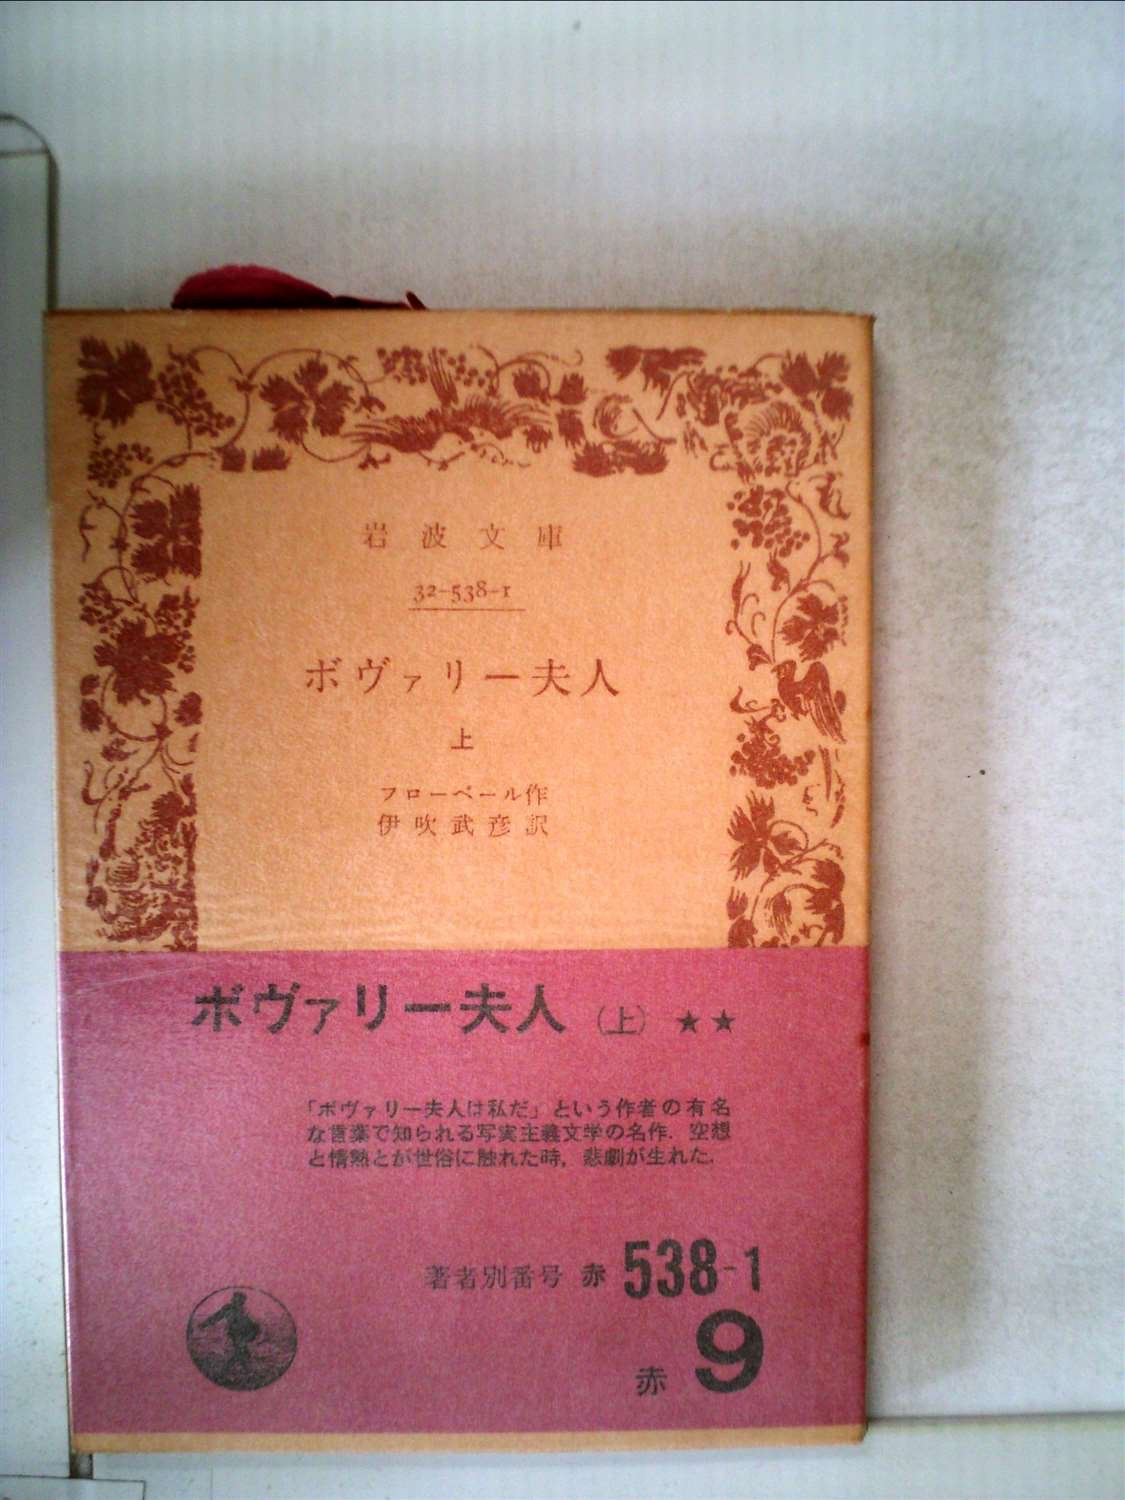 岩波文庫
32-538-1
ボヴァリー夫人
上
フローベール作
伊吹武彦訳
ボヴァリー夫人（上）★★
「ボヴァリー夫人は私だ」という作者の有名
な言葉で知られる写実主義文学の名作．空想
と情熱とが世俗に触れた時，悲劇が生れた．
著者別番号 赤 538-1
赤 9